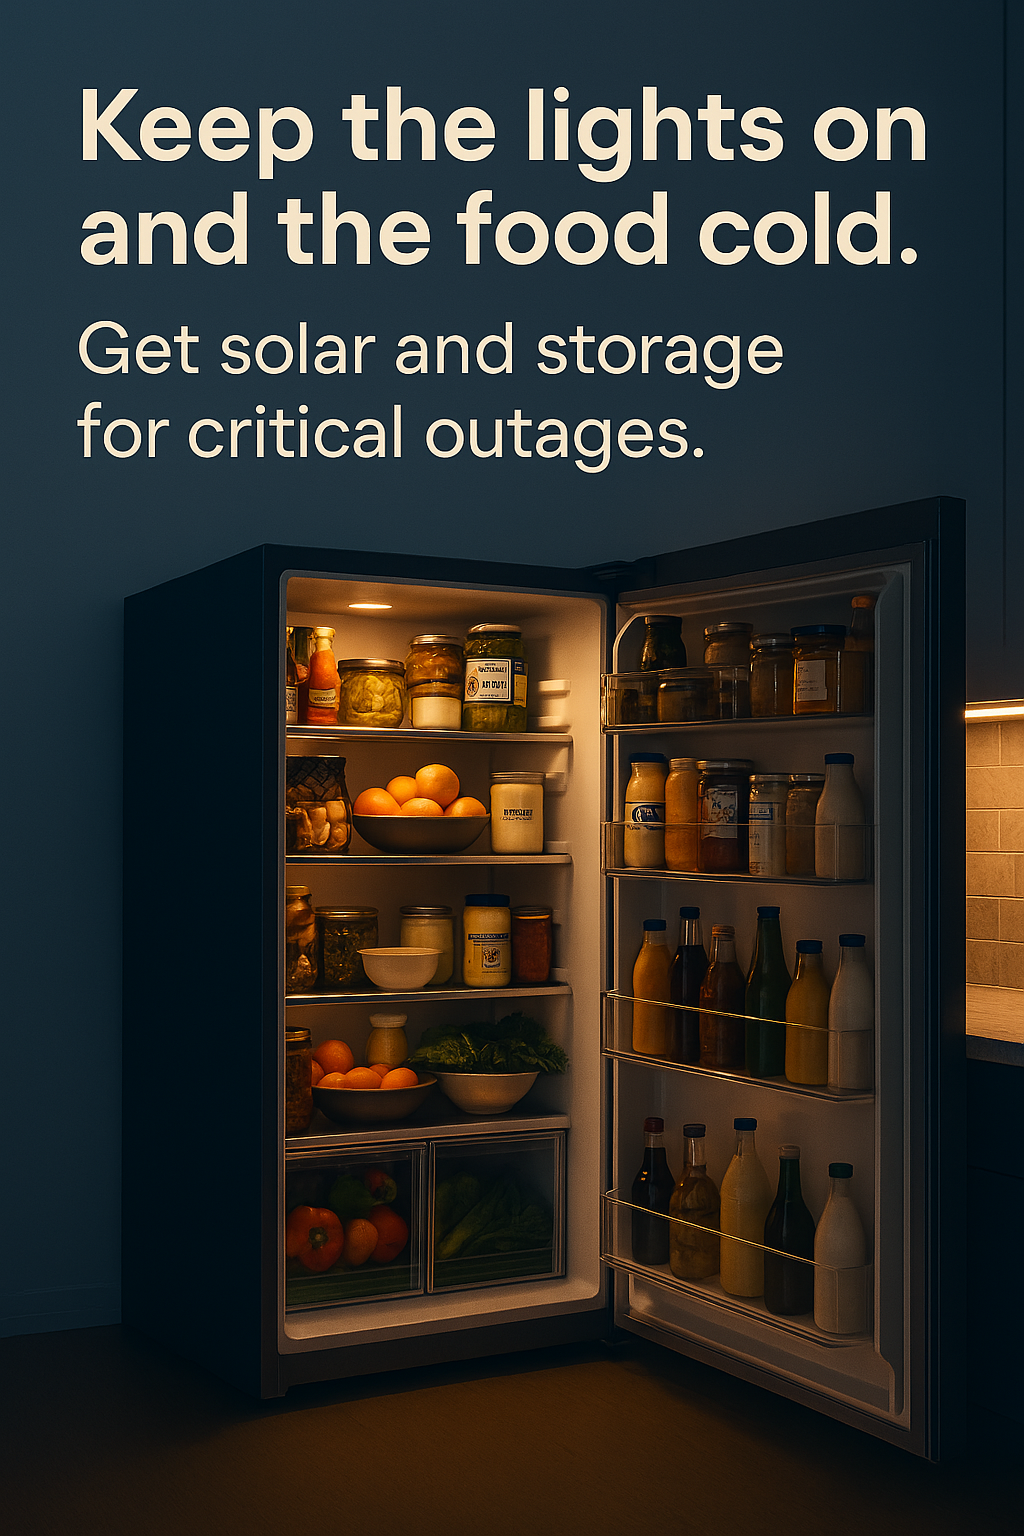 Keep the lights on
and the food cold.
Get solar and storage
for critical outages.